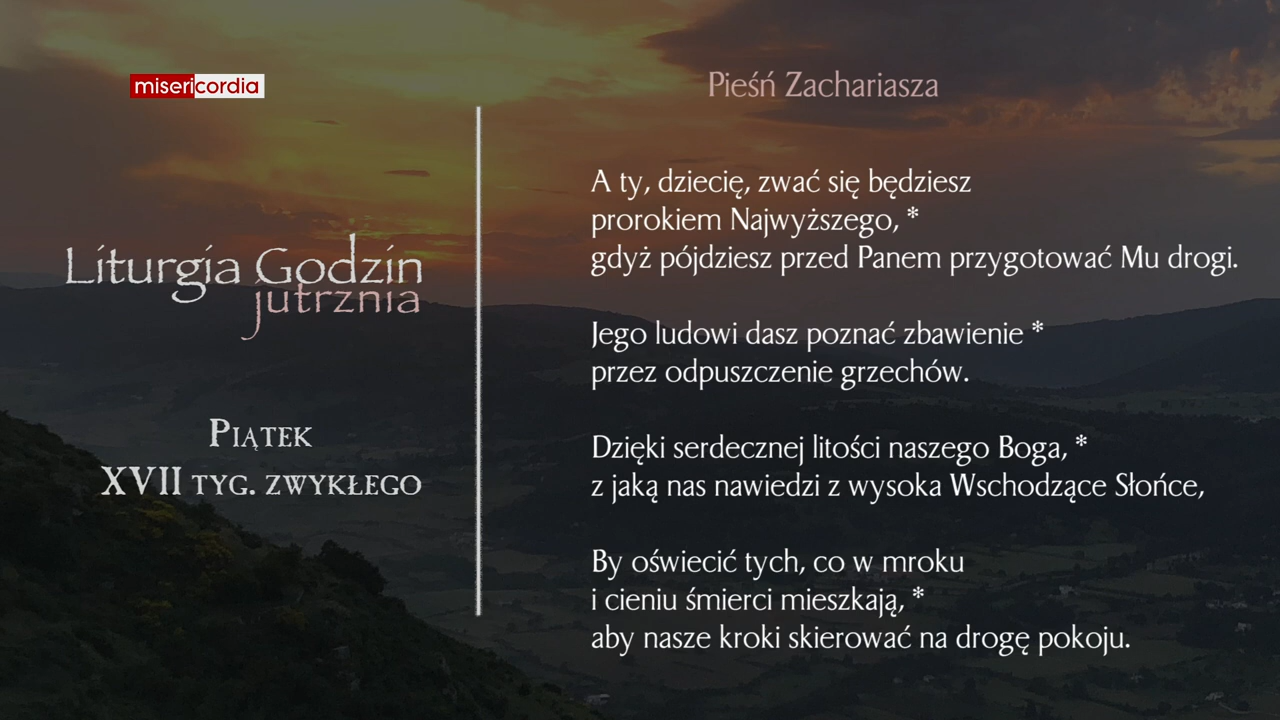 misericordia
Liturgia Godzin
jutrznia
Piątek
XVII tyg. zwykłego
Pieśń Zachariasza
A ty, dziecię, zwać się będziesz
prorokiem Najwyższego, *
gdyż pójdziesz przed Panem przygotować Mu drogi.
Jego ludowi dasz poznać zbawienie *
przez odpuszczenie grzechów.
Dzięki serdecznej litości naszego Boga, *
z jaką nas nawiedzi z wysoka Wschodzące Słońce,
By oświecić tych, co w mroku
i cieniu śmierci mieszkają, *
aby nasze kroki skierować na drogę pokoju.